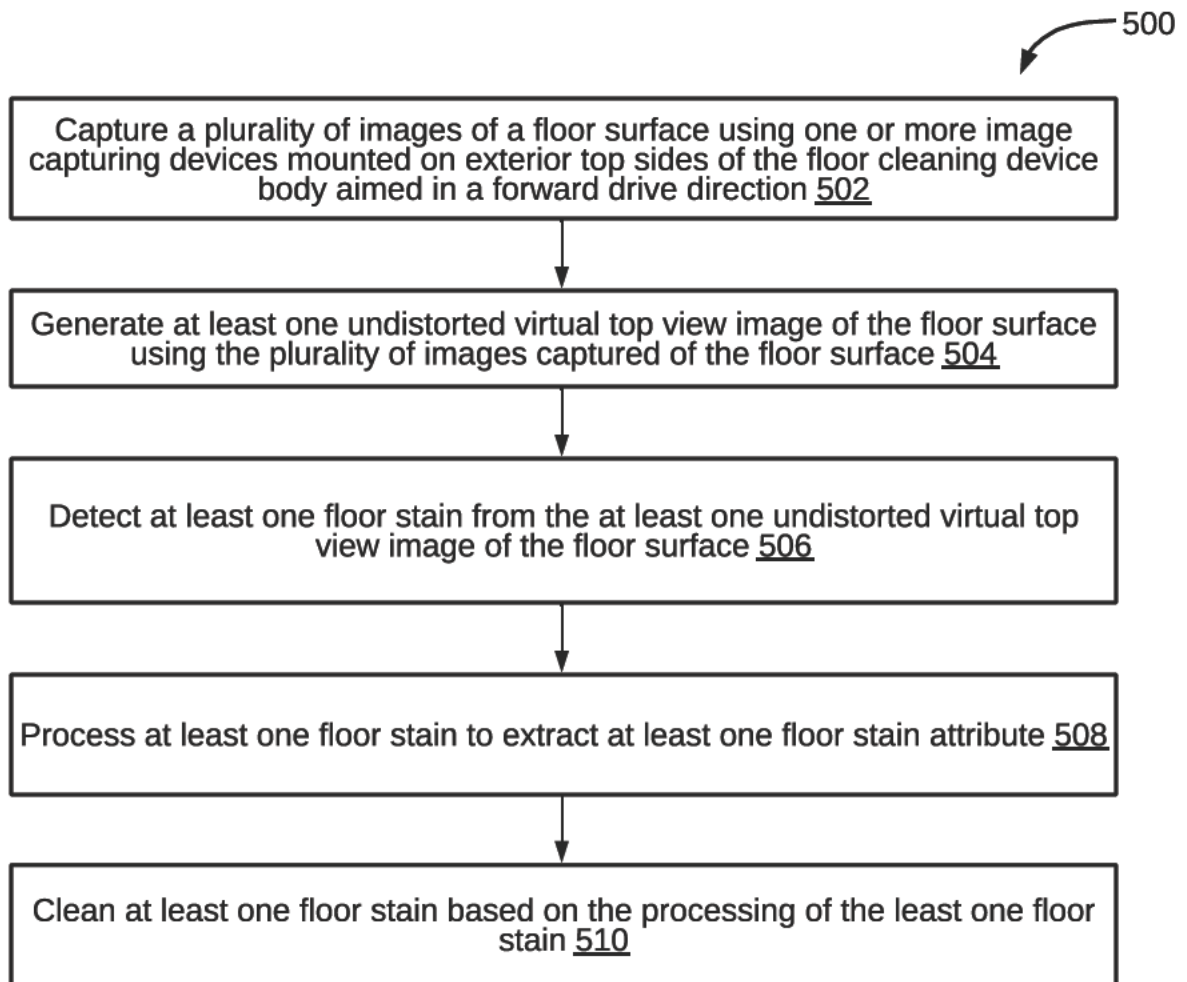 500
Capture a plurality of images of a floor surface using one or more image
capturing devices mounted on exterior top sides of the floor cleaning device
body aimed in a forward drive direction 502
Generate at least one undistorted virtual top view image of the floor surface
using the plurality of images captured of the floor surface 504
Detect at least one floor stain from the at least one undistorted virtual top
view image of the floor surface 506
Process at least one floor stain to extract at least one floor stain attribute 508
Clean at least one floor stain based on the processing of the least one floor
stain 510